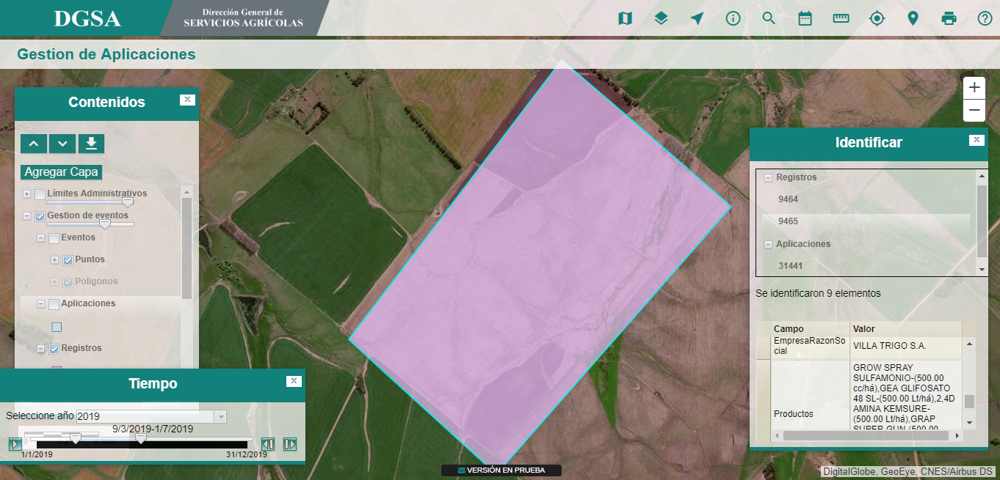 DGSA
Dirección General de
SERVICIOS AGRÍCOLAS
Gestion de Aplicaciones
Contenidos
Agregar Capa
Límites Administrativos
Gestion de eventos
Eventos
Puntos
Poligonos
Aplicaciones
Registros
Tiempo
Seleccione año 2019
9/3/2019-1/7/2019
1/1/2019
31/12/2019
Identificar
Registros
9464
9465
Aplicaciones
31441
Se identificaron 9 elementos
Campo Valor
EmpresaRazonSo
cial
VILLA TRIGO S.A.
Productos
GROW SPRAY
SULFAMONIO-(500.00
cc/há),GEA GLIFOSATO
48 SL-(500.00 Lt/há),2,4D
AMINA KEMSURE-
(500.00 Lt/há),GRAP
SUPER GUN-(500.00
VERSIÓN EN PRUEBA
DigitalGlobe, GeoEye, CNES/Airbus DS